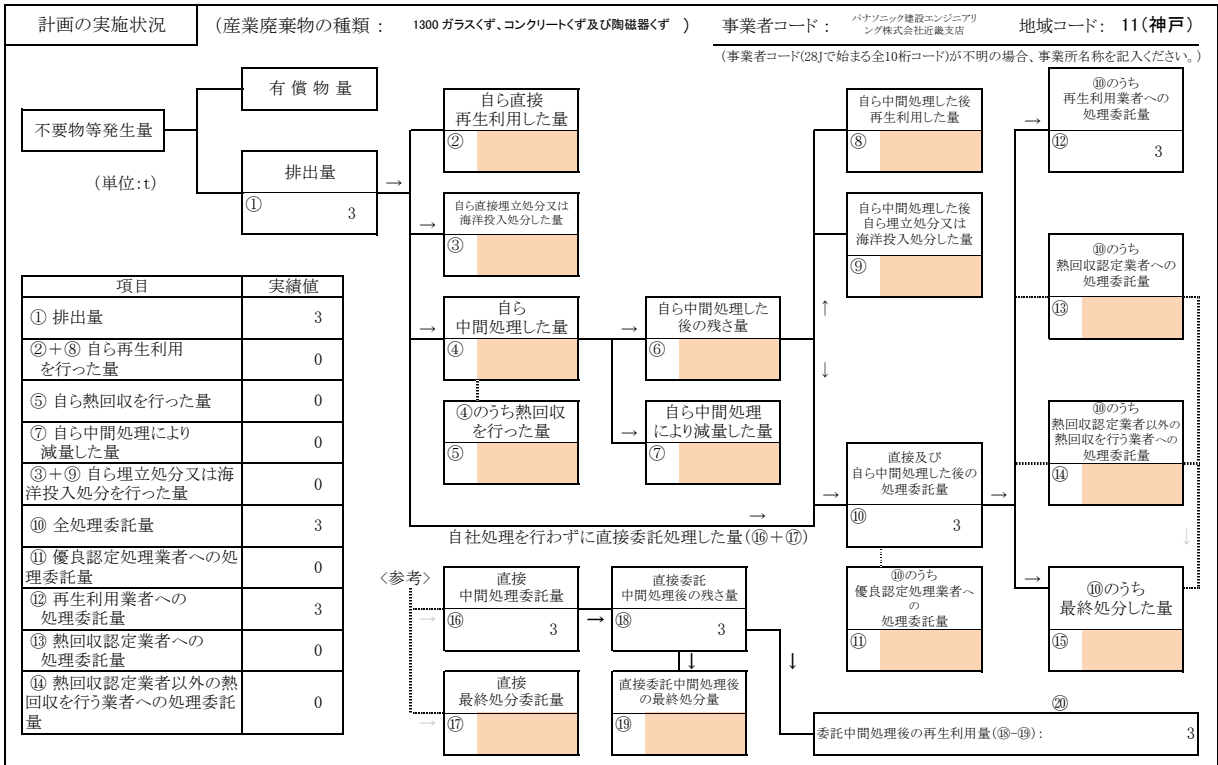 計画の実施状況
(産業廃棄物の種類： 1300 ガラスくず、コンクリートくず及び陶磁器くず )
事業者コード： パナソニック建設エンジニアリ
ング株式会社近畿支店
地域コード： 11(神戸)
(事業者コード(28Jで始まる全10桁コード)が不明の場合、事業所名称を記入ください。)
不要物等発生量
(単位:t)
有償物量
排出量
① 3
→
自ら直接
再生利用した量
②
→
自ら直接埋立処分又は
海洋投入処分した量
③
→
自ら
中間処理した量
④
④のうち熱回収
を行った量
⑤
→
自ら中間処理した
後の残さ量
⑥
→
自ら中間処理
により減量した量
⑦
自ら中間処理した後
再生利用した量
⑧
自ら中間処理した後
自ら埋立処分又は
海洋投入処分した量
⑨
↑
↓
→
自社処理を行わずに直接委託処理した量(⑯＋⑰)
→
直接及び
自ら中間処理した後の
処理委託量
⑩ 3
→
⑩のうち
優良認定処理業者へ
の
処理委託量
⑪
→
⑩のうち
再生利用業者への
処理委託量
⑫ 3
⑩のうち
熱回収認定業者への
処理委託量
⑬
⑩のうち
熱回収認定業者以外の
熱回収を行う業者への
処理委託量
⑭
↓
→
⑩のうち
最終処分した量
⑮
項目 実績値
① 排出量 3
②＋⑧ 自ら再生利用
を行った量 0
⑤ 自ら熱回収を行った量 0
⑦ 自ら中間処理により
減量した量 0
③＋⑨ 自ら埋立処分又は海
洋投入処分を行った量 0
⑩ 全処理委託量 3
⑪ 優良認定処理業者への処
理委託量 0
⑫ 再生利用業者への
処理委託量 3
⑬ 熱回収認定業者への
処理委託量 0
⑭ 熱回収認定業者以外の熱
回収を行う業者への処理委託
量 0
〈参考〉
→
直接
中間処理委託量
⑯ 3
→
直接委託
中間処理後の残さ量
⑱ 3
↓
↓
→
直接
最終処分委託量
⑰
直接委託中間処理後
の最終処分量
⑲
⑳
委託中間処理後の再生利用量(⑱-⑲)： 3